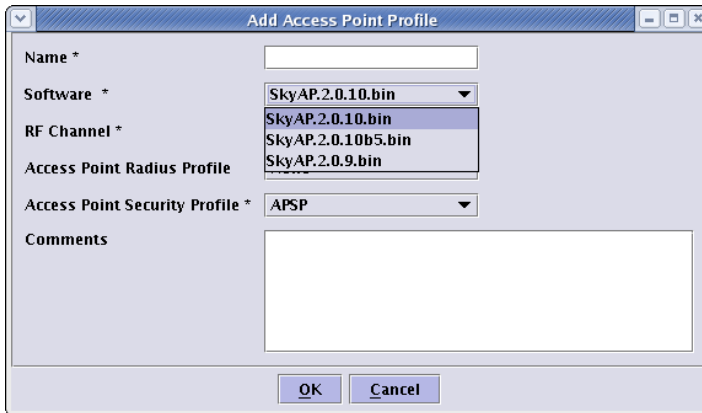 Add Access Point Profile
Name *
Software *
SkyAP.2.0.10.bin
SkyAP.2.0.10.bin
SkyAP.2.0.10b5.bin
SkyAP.2.0.9.bin
RF Channel *
Access Point Radius Profile
Access Point Security Profile *
APSP
Comments
OK
Cancel